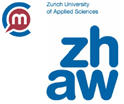 Zurich University
of Applied Sciences
zh
aw